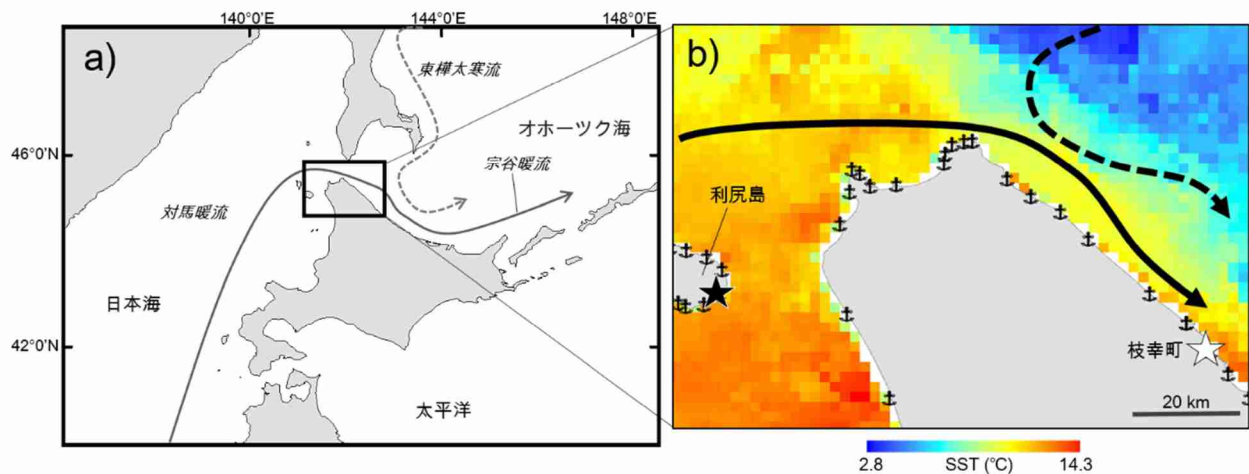 140°0'E
144°0'E
148°0'E
a)
東樺太寒流
オホーツク海
46°0'N
宗谷暖流
対馬暖流
日本海
42°0'N
太平洋
b)
利尻島
枝幸町
20 km
2.8
SST (℃)
14.3